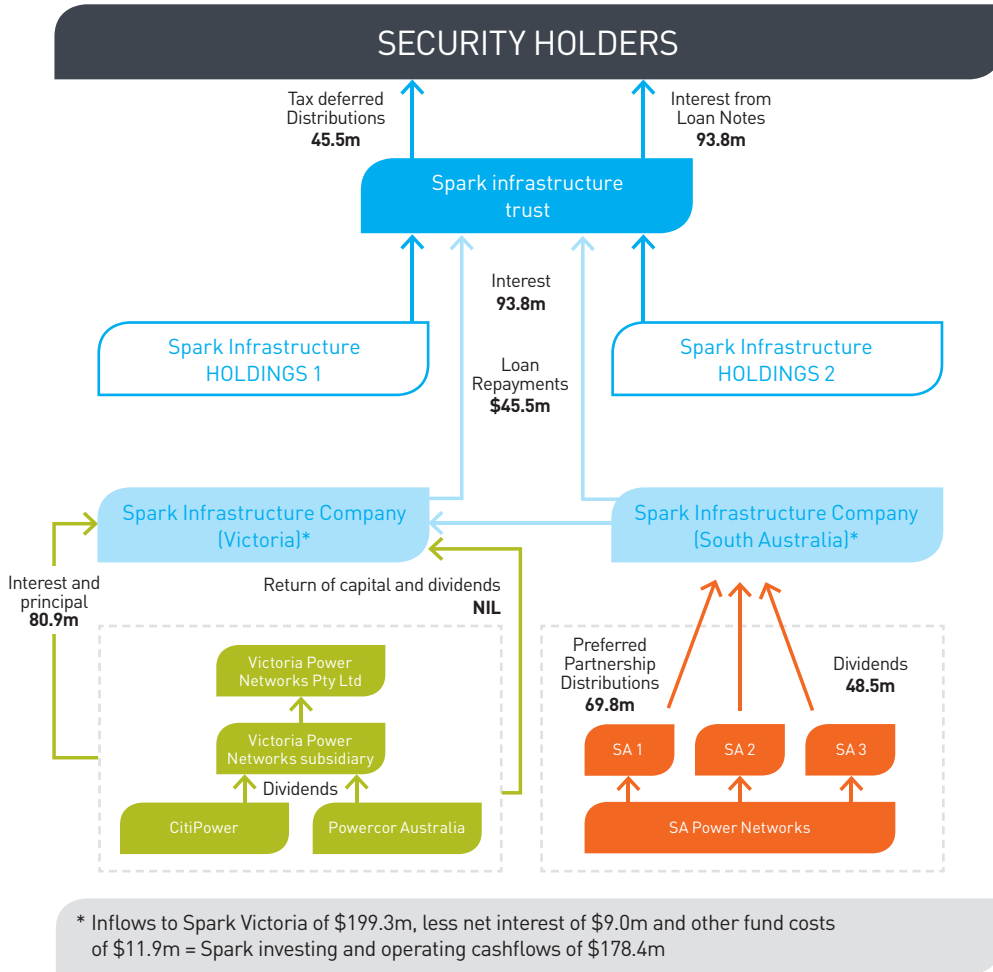 SECURITY HOLDERS
Tax deferred
Distributions
45.5m
Interest from
Loan Notes
93.8m
Spark infrastructure
trust
Interest
93.8m
Spark Infrastructure
HOLDINGS 1
Spark Infrastructure
HOLDINGS 2
Loan
Repayments
$45.5m
Spark Infrastructure Company
(Victoria)*
Spark Infrastructure Company
(South Australia)*
Interest and
principal
80.9m
Return of capital and dividends
NIL
Victoria Power
Networks Pty Ltd
Victoria Power
Networks subsidiary
Dividends
CitiPower
Powercor Australia
Preferred
Partnership
Distributions
69.8m
Dividends
48.5m
SA 1
SA 2
SA 3
SA Power Networks
* Inflows to Spark Victoria of $199.3m, less net interest of $9.0m and other fund costs
of $11.9m = Spark investing and operating cashflows of $178.4m